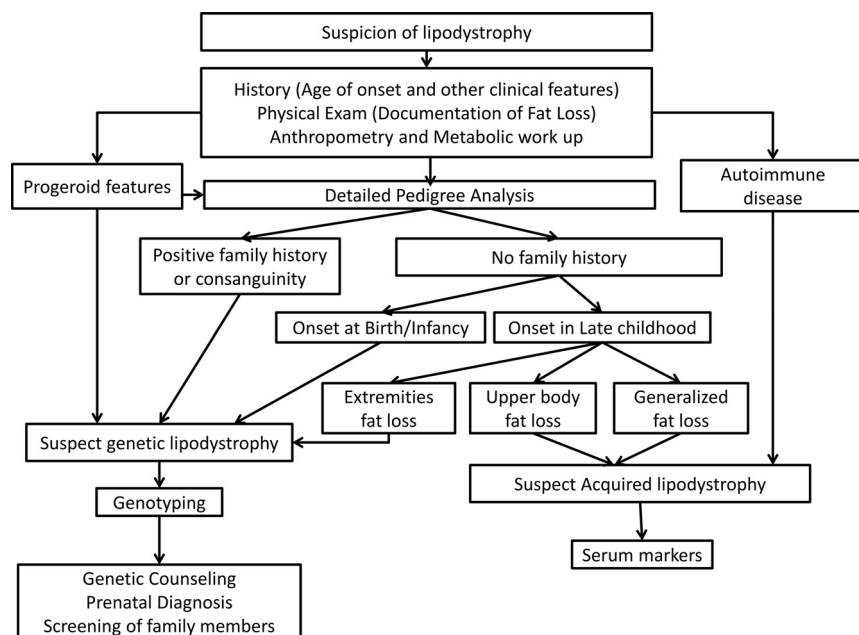 Suspicion of lipodystrophy
History (Age of onset and other clinical features)
Physical Exam (Documentation of Fat Loss)
Anthropometry and Metabolic work up
Progeroid features
Detailed Pedigree Analysis
Autoimmune
disease
Positive family history
or consanguinity
No family history
Onset at Birth/Infancy
Onset in Late childhood
Extremities
fat loss
Upper body
fat loss
Generalized
fat loss
Suspect genetic lipodystrophy
Suspect Acquired lipodystrophy
Genotyping
Serum markers
Genetic Counseling
Prenatal Diagnosis
Screening of family members